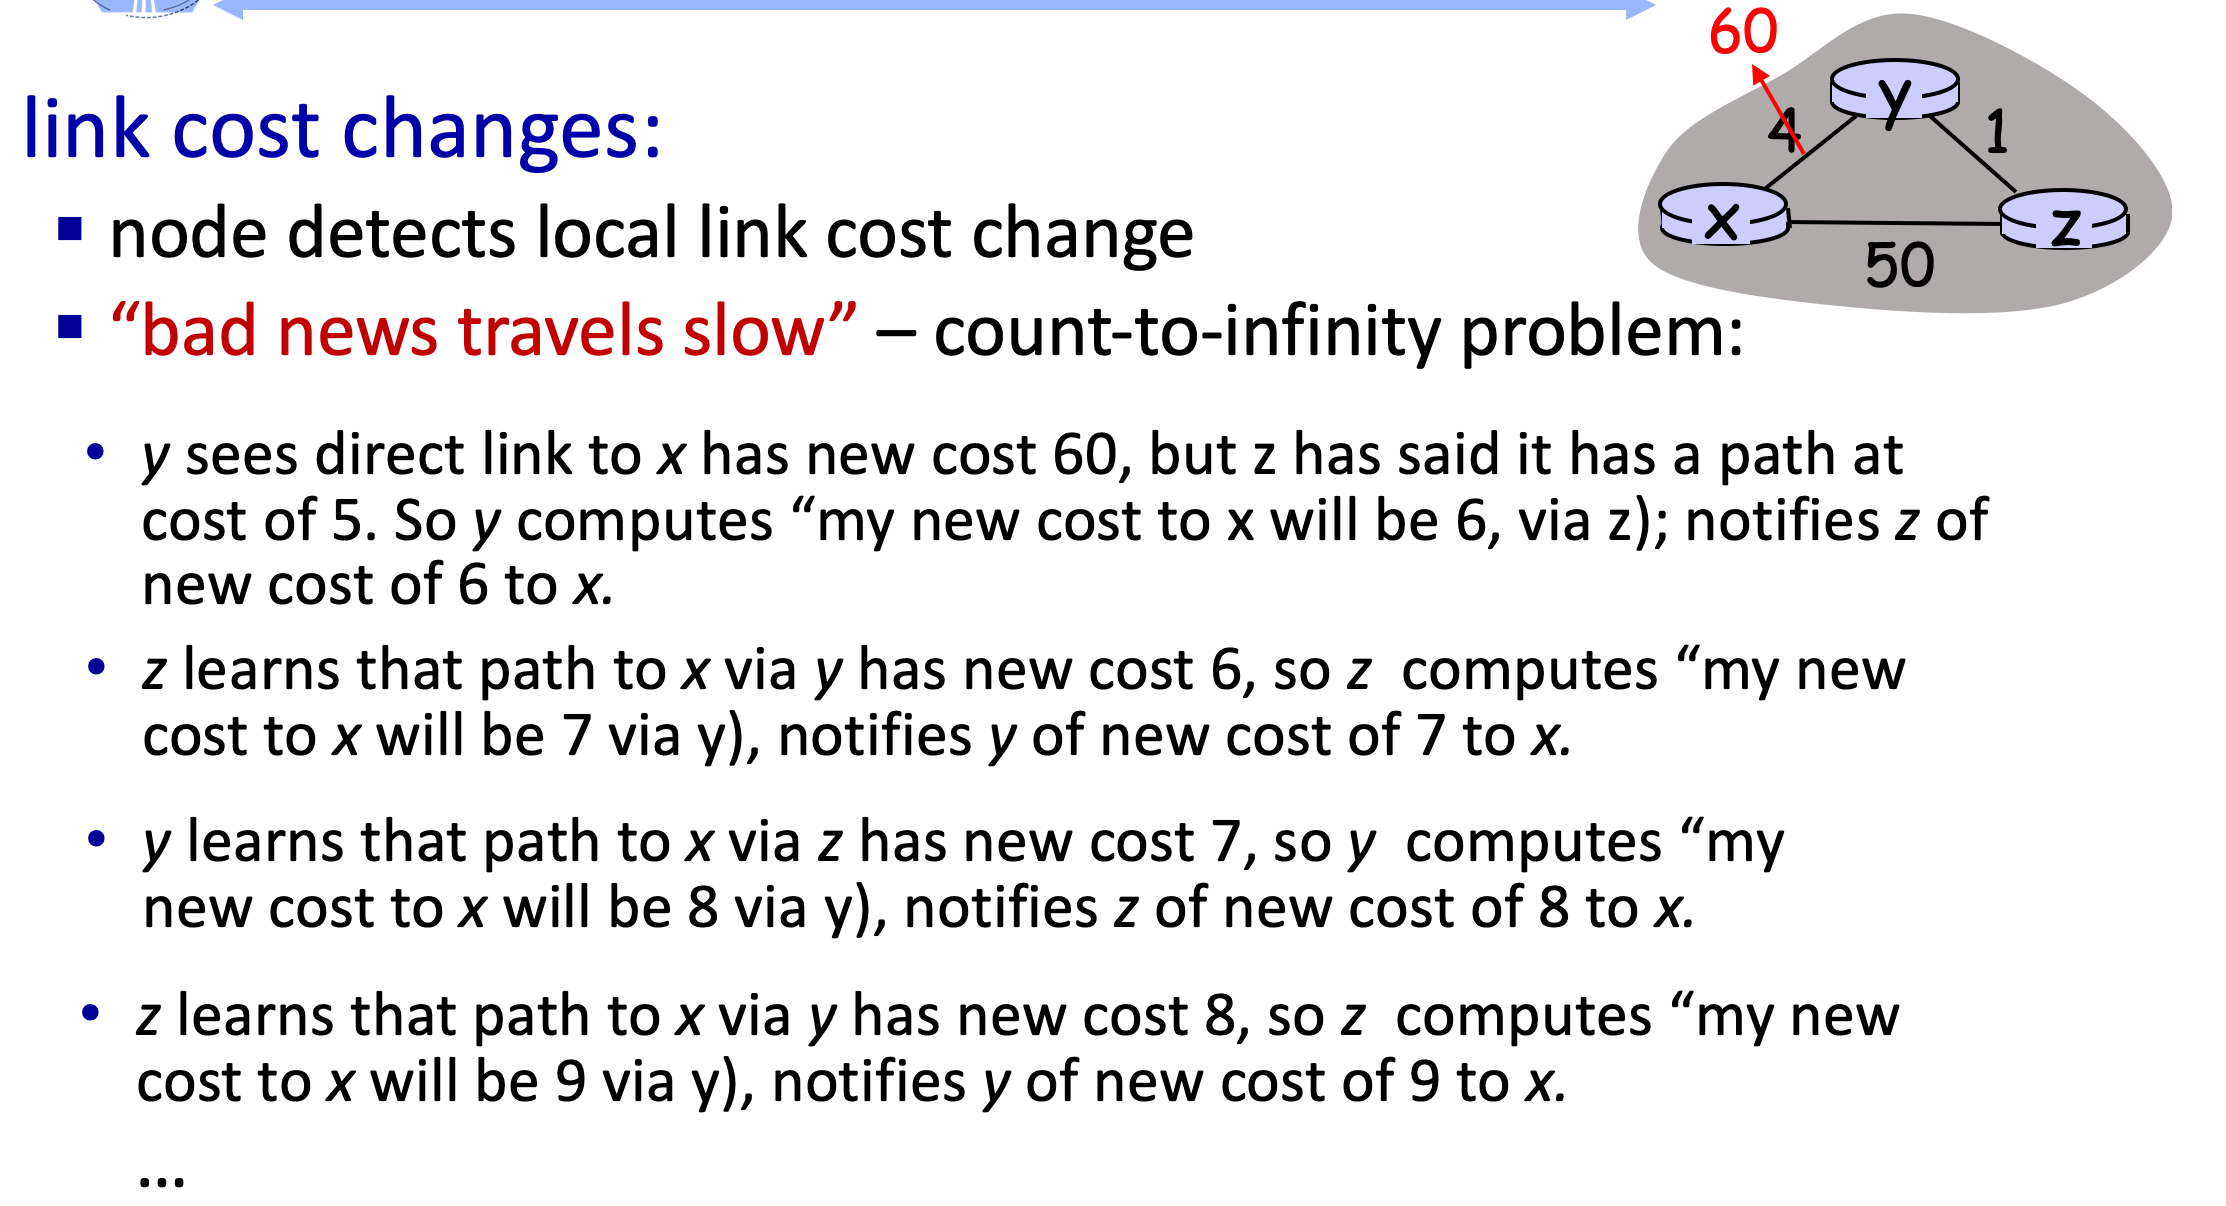 60
link cost changes:
y
4
1
node detects local link cost change
x
z
50
“bad news travels slow” – count-to-infinity problem:
• y sees direct link to x has new cost 60, but z has said it has a path at
cost of 5. So y computes “my new cost to x will be 6, via z); notifies z of
new cost of 6 to x.
• z learns that path to x via y has new cost 6, so z computes “my new
cost to x will be 7 via y), notifies y of new cost of 7 to x.
• y learns that path to x via z has new cost 7, so y computes “my
new cost to x will be 8 via y), notifies z of new cost of 8 to x.
• z learns that path to x via y has new cost 8, so z computes “my new
cost to x will be 9 via y), notifies y of new cost of 9 to x.
...